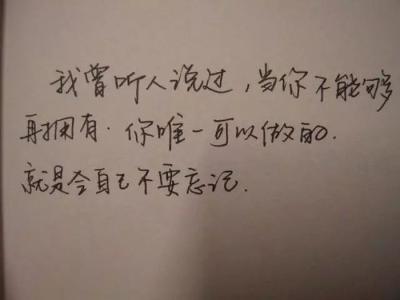 我曾听人说过，当你不能够
再拥有．你唯一可以做的．
就是令自己不要忘记．